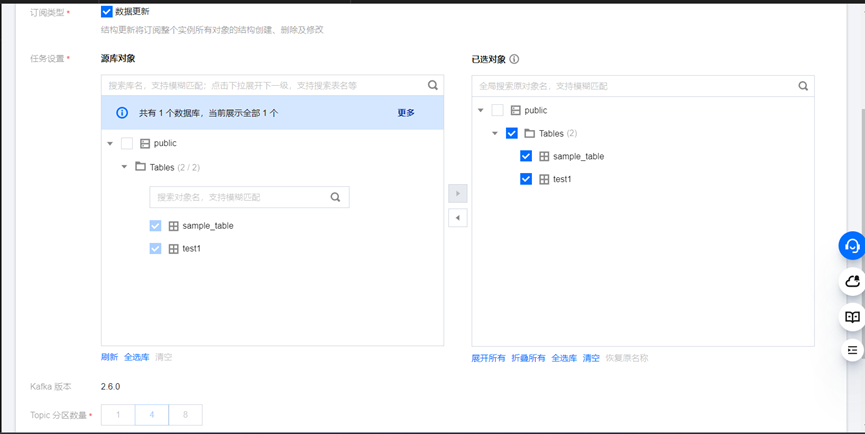 订阅类型 * 数据更新
结构更新将订阅整个实例所有对象的结构创建、删除及修改
任务设置 * 源库对象 已选对象
搜索库名，支持模糊匹配；点击下拉展开下一级，支持搜索表名等
全局搜索原对象名，支持模糊匹配
共有 1 个数据库，当前展示全部 1 个 更多
public
Tables (2 / 2)
搜索对象名，支持模糊匹配
sample_table
test1
public
Tables (2)
sample_table
test1
刷新 全选库 清空
展开所有 折叠所有 全选库 清空 恢复原名称
Kafka 版本 2.6.0
Topic 分区数量 * 1 4 8